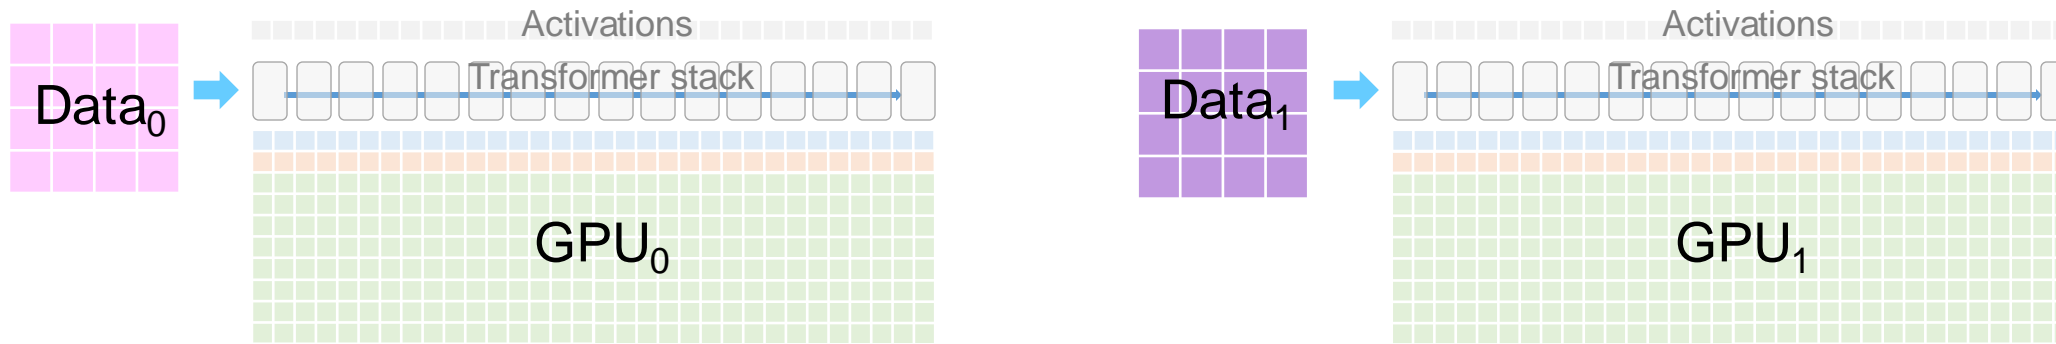 Activations
Transformer stack
Data0
GPU0
Activations
Transformer stack
Data1
GPU1